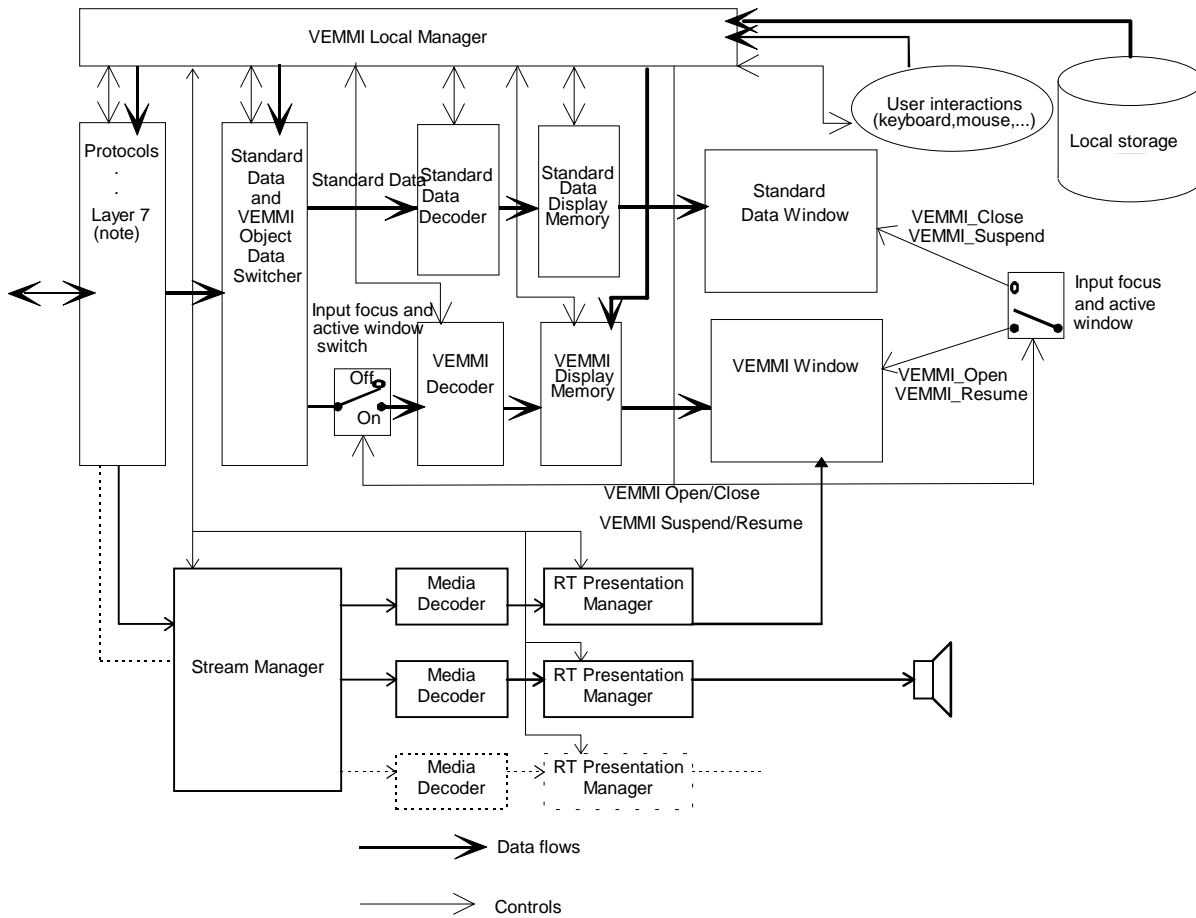 VEMMI Local Manager
User interactions
(keyboard,mouse,...)
Local storage
Protocols
.
.
Layer 7
(note)
Standard
Data
and
VEMMI
Object
Data
Switcher
Standard Data
Standard
Data
Decoder
Standard
Data
Display
Memory
Standard
Data Window
VEMMI_Close
VEMMI_Suspend
Input focus
and active
window
Input focus and
active window
switch
Off
On
VEMMI
Decoder
VEMMI
Display
Memory
VEMMI Window
VEMMI_Open
VEMMI_Resume
VEMMI Open/Close
VEMMI Suspend/Resume
Stream Manager
Media
Decoder
RT Presentation
Manager
Media
Decoder
RT Presentation
Manager
Media
Decoder
RT Presentation
Manager
Data flows
Controls